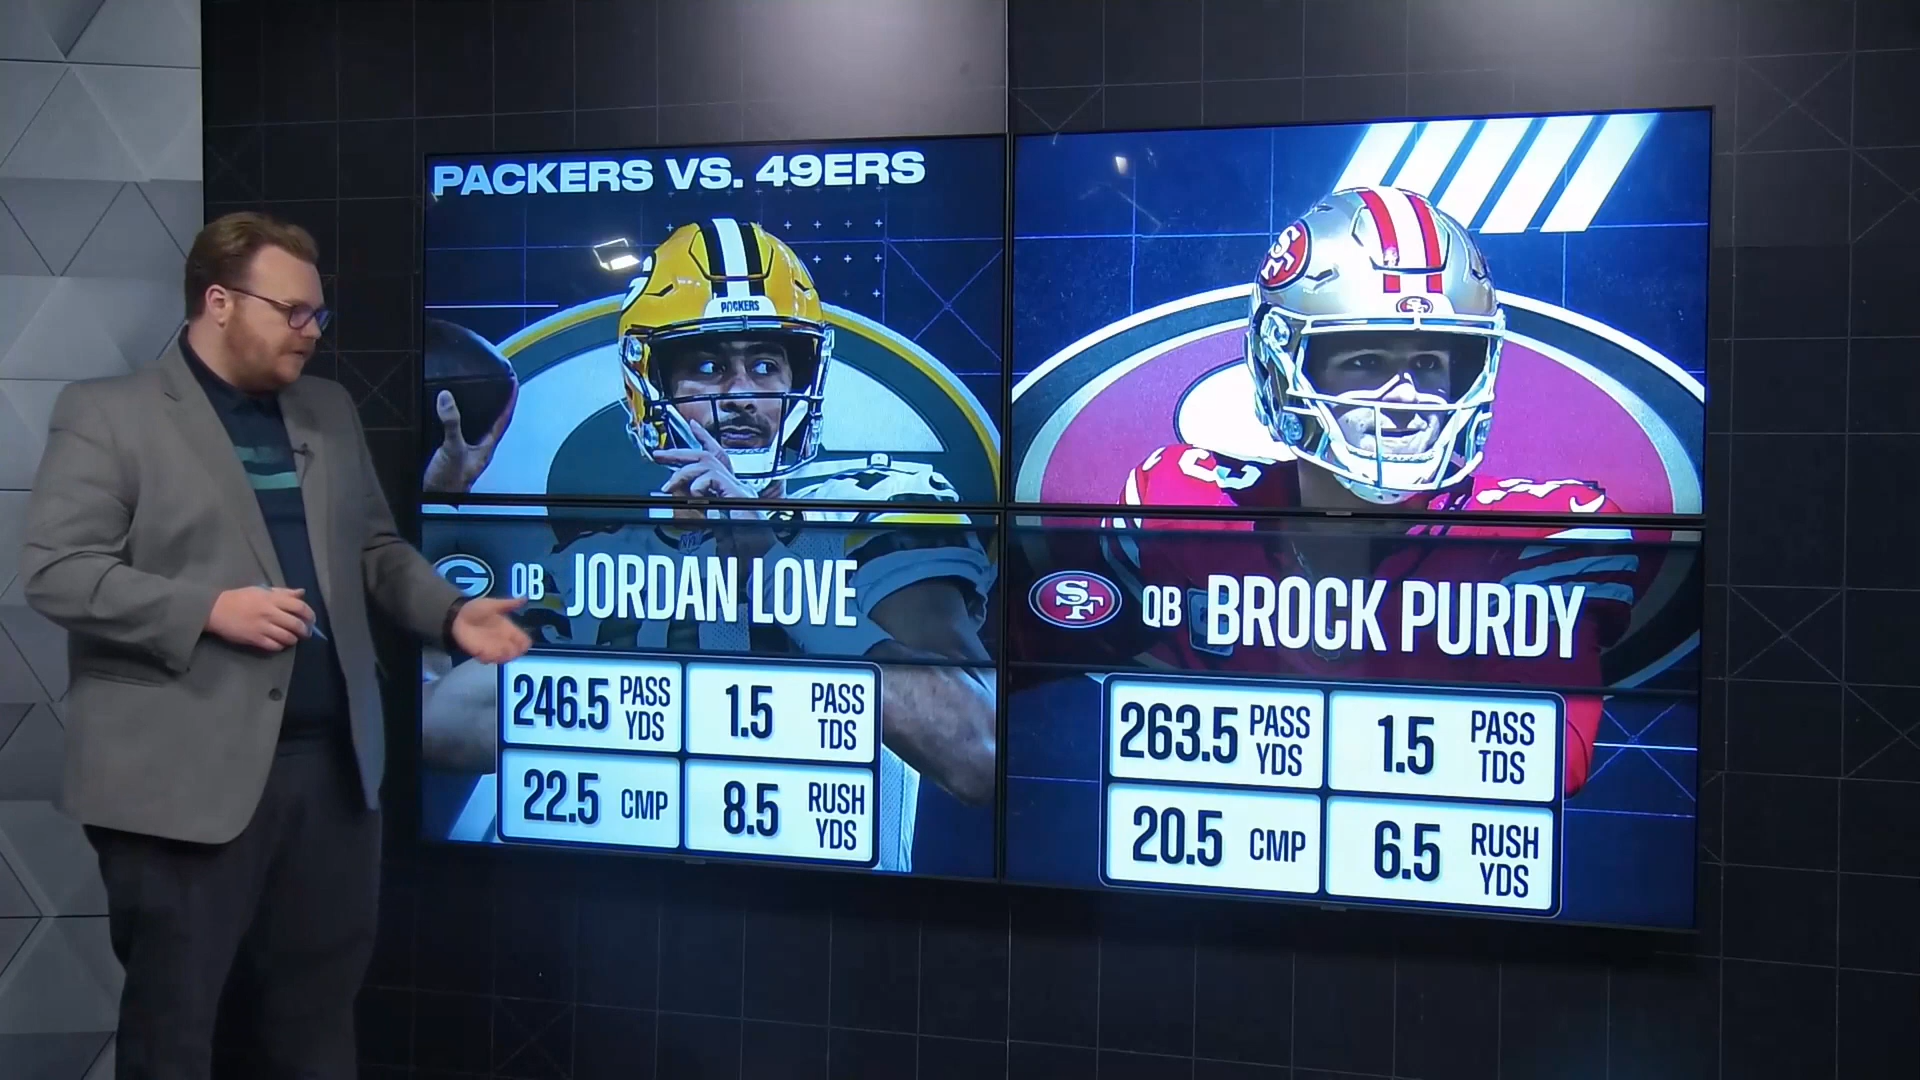 PACKERS VS. 49ERS
PACKERS
SF
SF
G QB JORDAN LOVE
246.5 PASS YDS
1.5 PASS TDS
22.5 CMP
8.5 RUSH YDS
SF QB BROCK PURDY
263.5 PASS YDS
1.5 PASS TDS
20.5 CMP
6.5 RUSH YDS